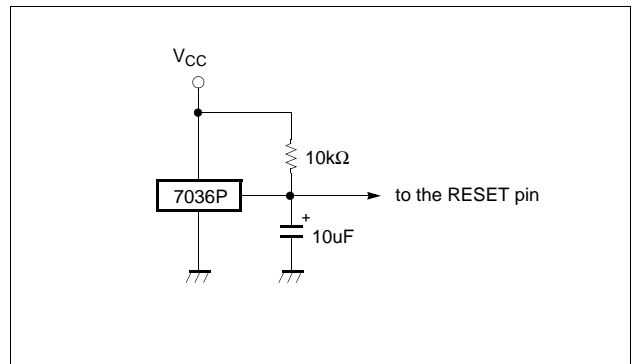 VCC
10kΩ
7036P
to the RESET pin
+
10uF